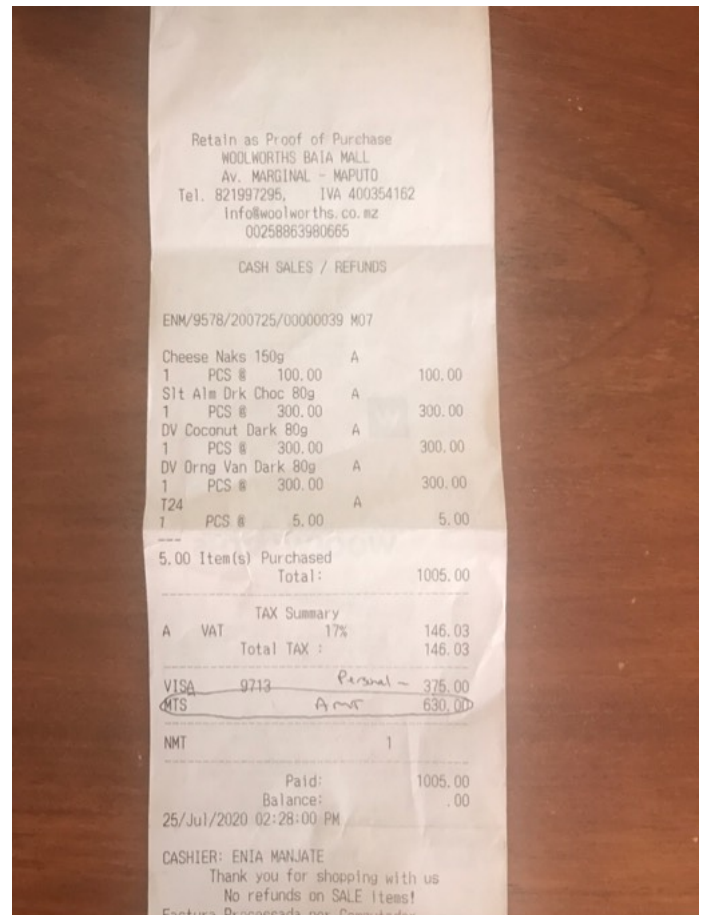 Retain as Proof of Purchase
WOOLWORTHS BAIA MALL
Av. MARGINAL - MAPUTO
Tel. 821997295, IVA 400354162
Info@woolworths.co.mz
00258863980665
CASH SALES / REFUNDS
ENM/9578/200725/00000039 M07
Cheese Naks 150g A
1 PCS @ 100.00 100.00
Slt Alm Drk Choc 80g A
1 PCS @ 300.00 300.00
DV Coconut Dark 80g A
1 PCS @ 300.00 300.00
DV Orng Van Dark 80g A
1 PCS @ 300.00 300.00
T24 A
1 PCS @ 5.00 5.00
---
5.00 Item(s) Purchased
Total: 1005.00
TAX Summary
A VAT 17% 146.03
Total TAX : 146.03
VISA 9713 Personal - 375.00
MTS AMT 630.00
NMT 1
Paid: 1005.00
Balance: .00
25/Jul/2020 02:28:00 PM
CASHIER: ENIA MANJATE
Thank you for shopping with us
No refunds on SALE Items!
Factura Processada por Computador